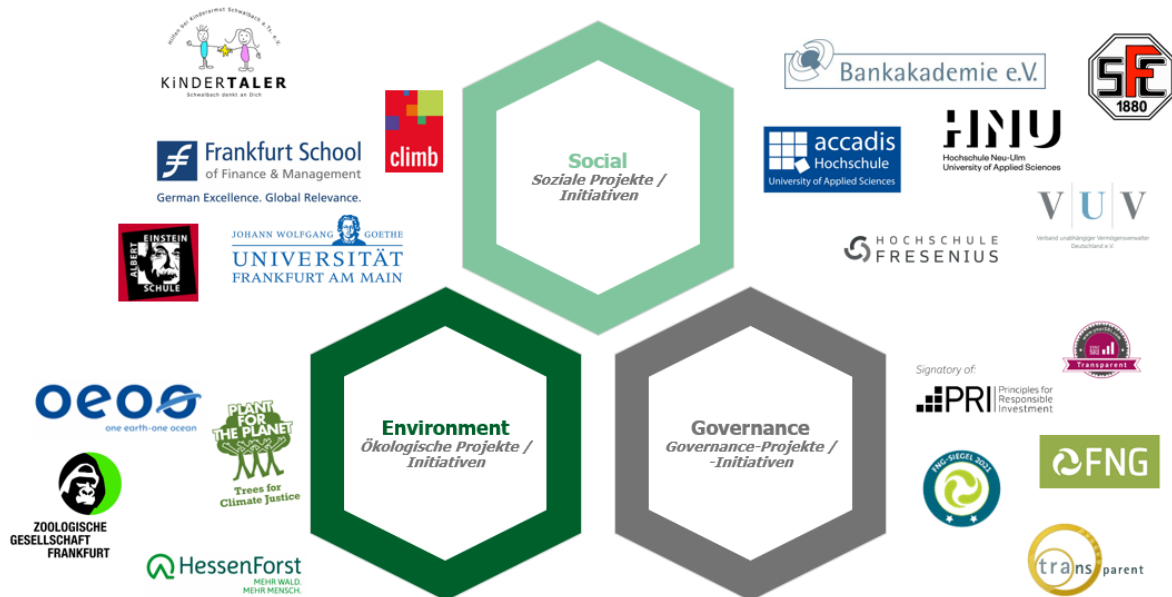 Hilfen bei Kinderarmut Schwalbach a.Ts. e.V.
KiNDERTALER
Schwalbach dankt an Dich
climb
Frankfurt School
of Finance & Management
German Excellence. Global Relevance.
ALBERT
EINSTEIN
SCHULE
JOHANN WOLFGANG GOETHE
UNIVERSITÄT
FRANKFURT AM MAIN
Social
Soziale Projekte /
Initiativen
Bankakademie e.V.
SFC
1880
accadis
Hochschule
University of Applied Sciences
HNU
Hochschule Neu-Ulm
University of Applied Sciences
HOCHSCHULE
FRESENIUS
V U V
Verband unabhängiger Vermögensverwalter
Deutschland e.V.
oeoo
one earth-one ocean
PLANT
FOR
THE PLANET
Trees for
Climate Justice
ZOOLOGISCHE
GESELLSCHAFT
FRANKFURT
HessenForst
MEHR WALD.
MEHR MENSCH.
Environment
Ökologische Projekte /
Initiativen
Governance
Governance-Projekte /
-Initiativen
Transparent
Signatory of:
PRI
Principles for
Responsible
Investment
FNG-SIEGEL 2021
FNG
transparent